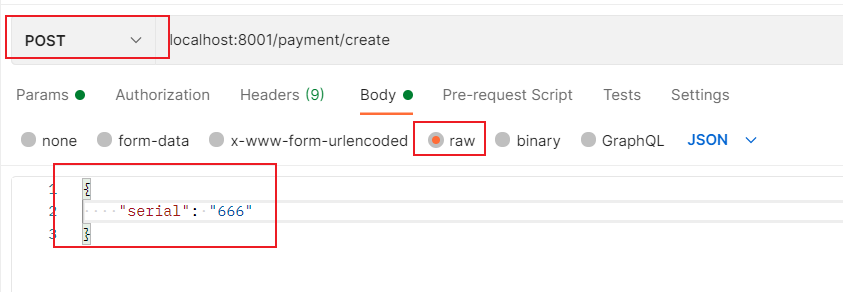 POST localhost:8001/payment/create
Params Authorization Headers (9) Body Pre-request Script Tests Settings
none form-data x-www-form-urlencoded raw binary GraphQL JSON
1 {
2 "serial": "666"
3 }